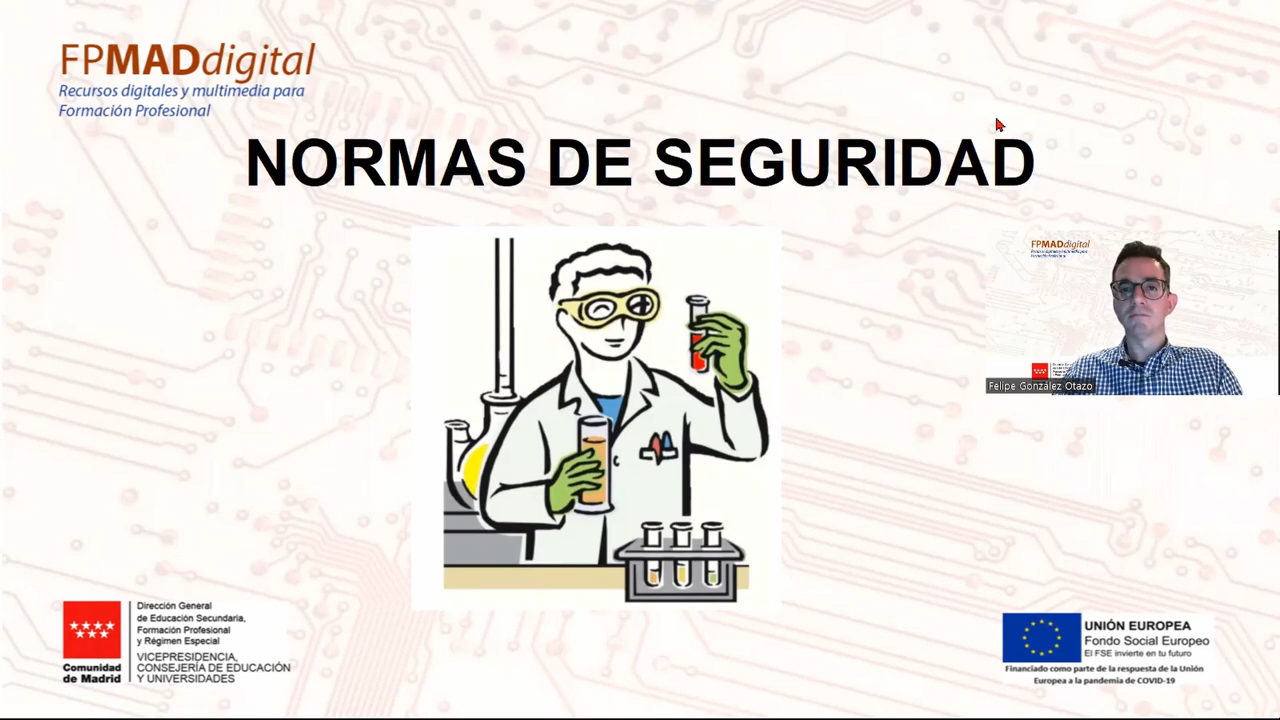 FPMADdigital
Recursos digitales y multimedia para
Formación Profesional
NORMAS DE SEGURIDAD
FPMADdigital
Felipe González Otazo
Comunidad
de Madrid
Dirección General
de Educación Secundaria,
Formación Profesional
y Régimen Especial
VICEPRESIDENCIA,
CONSEJERÍA DE EDUCACIÓN
Y UNIVERSIDADES
UNIÓN EUROPEA
Fondo Social Europeo
El FSE invierte en tu futuro
Financiado como parte de la respuesta de la Unión
Europea a la pandemia de COVID-19